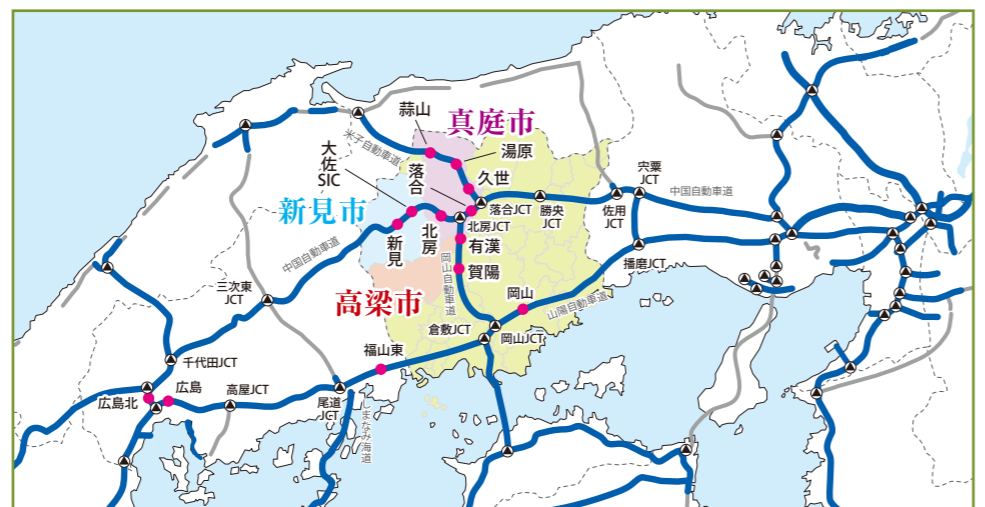 蒜山
真庭市
米子自動車道
湯原
大佐SIC
落合
久世
宍粟
JCT
中国自動車道
新見市
落合JCT
勝央
JCT
佐用
JCT
北房JCT
北房
新見
有漢
中国自動車道
岡山自動車道
賀陽
播磨JCT
三次東
JCT
高梁市
岡山
山陽自動車道
倉敷JCT
岡山JCT
福山東
千代田JCT
広島
高屋JCT
広島北
尾道
JCT
しまなみ海道